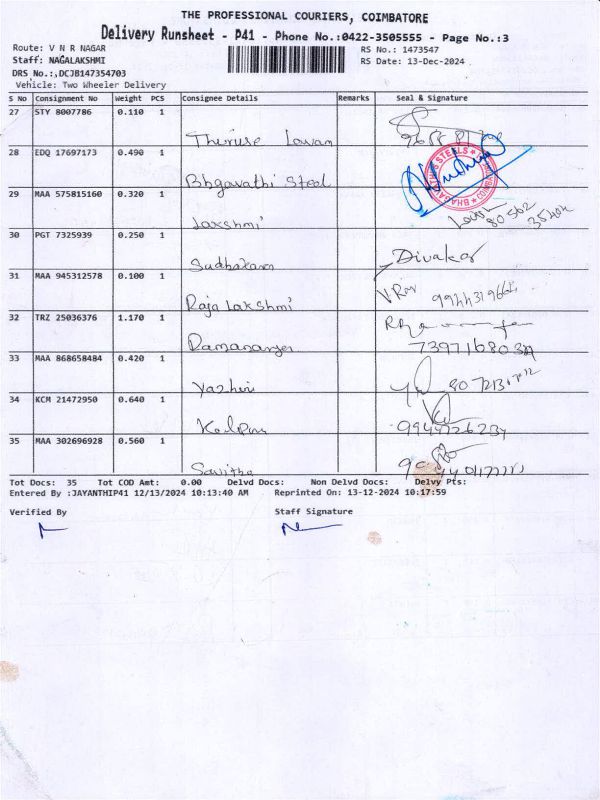 THE PROFESSIONAL COURIERS, COIMBATORE
Delivery Runsheet - P41 - Phone No.:0422-3505555 - Page No.:3
Route: V N R NAGAR
RS No.: 1473547
Staff: NAGALAKSHMI
RS Date: 13-Dec-2024
DRS No.:,DCJB147354703
Vehicle: Two Wheeler Delivery
S No Consignment No Weight PCS Consignee Details Remarks Seal & Signature
27 STY 8007786 0.110 1
28 EDQ 17697173 0.490 1
Bhgavathi Steel
BHAGAVATHI STEELS
29 MAA 575815160 0.320 1
Laxshmi
80562
30 PGT 7325939 0.250 1
Sudhakaran
Divakar
31 MAA 945312578 0.100 1
Raja Lakshmi
32 TRZ 25036376 1.170 1
33 MAA 868658484 0.420 1
Yazhini
34 KCM 21472950 0.640 1
Kalpana
9944726234
35 MAA 302696928 0.560 1
Savitha
Tot Docs: 35 Tot COD Amt: 0.00 Delvd Docs: Non Delvd Docs: Delvy Pts:
Entered By :JAYANTHIP41 12/13/2024 10:13:40 AM Reprinted On: 13-12-2024 10:17:59
Verified By Staff Signature